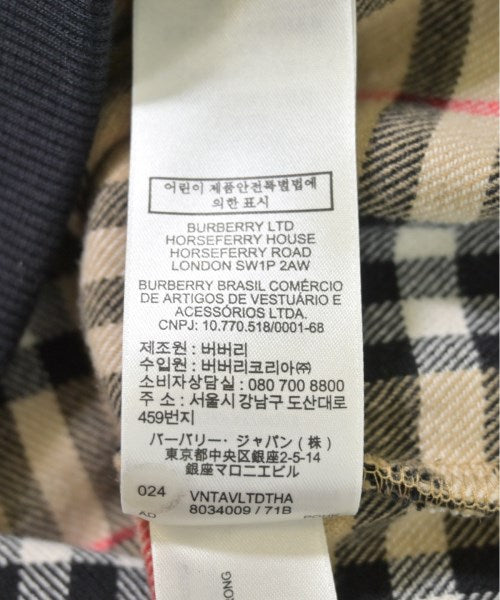 어린이 제품안전특별법에
의한 표시
BURBERRY LTD
HORSEFERRY HOUSE
HORSEFERRY ROAD
LONDON SW1P 2AW
BURBERRY BRASIL COMÉRCIO
DE ARTIGOS DE VESTUÁRIO E
ACESSÓRIOS LTDA.
CNPJ: 10.770.518/0001-68
제조원 : 버버리
수입원 : 버버리코리아㈜
소비자상담실 : 080 700 8800
주 소 : 서울시 강남구 도산대로
459번지
バーバリー・ジャパン (株)
東京都中央区銀座2-5-14
銀座マロニエビル
024
VNTAVLTDTHA
8034009 / 71B